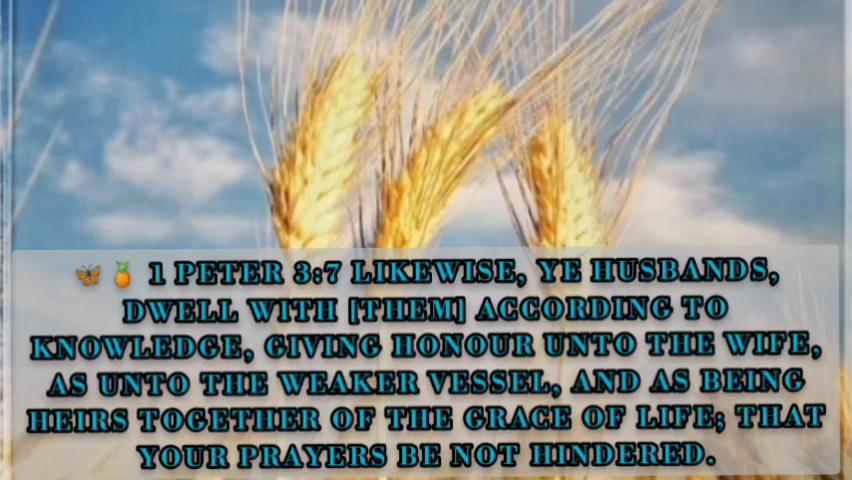 🦋🍍 1 PETER 3:7 LIKEWISE, YE HUSBANDS,
DWELL WITH [THEM] ACCORDING TO
KNOWLEDGE, GIVING HONOUR UNTO THE WIFE,
AS UNTO THE WEAKER VESSEL, AND AS BEING
HEIRS TOGETHER OF THE GRACE OF LIFE; THAT
YOUR PRAYERS BE NOT HINDERED.